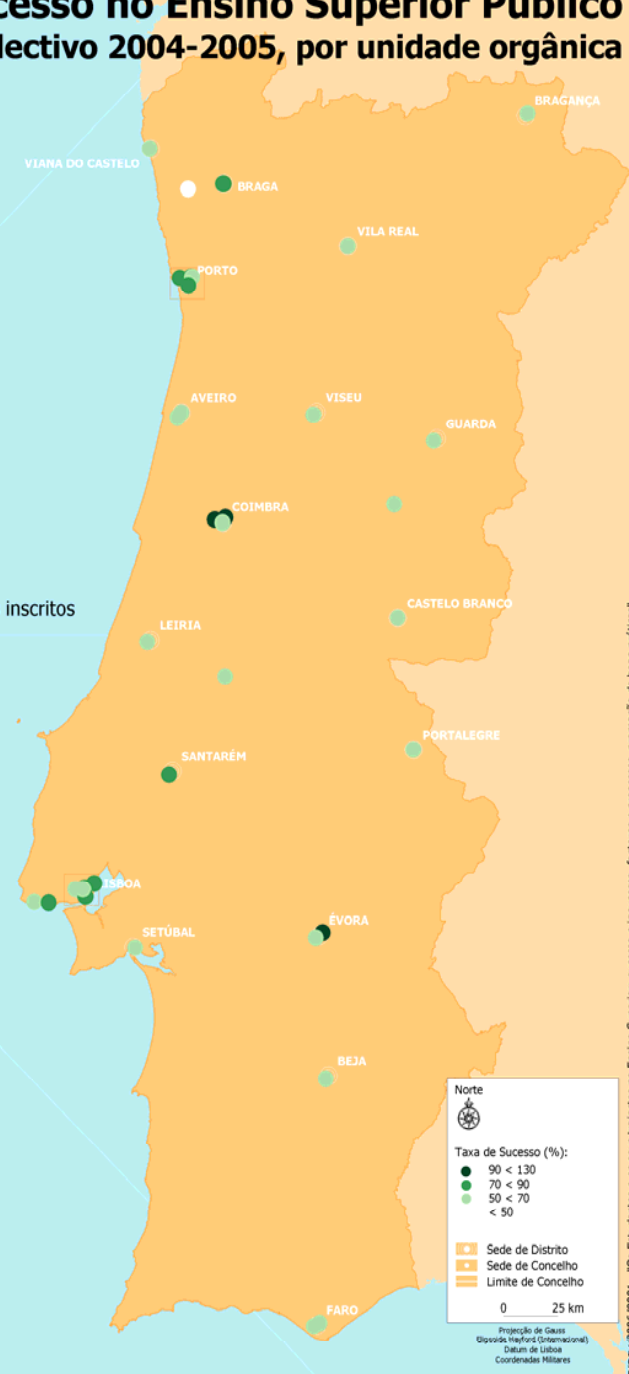 cesso no Ensino Superior Público
lectivo 2004-2005, por unidade orgânica
BRAGANÇA
VIANA DO CASTELO
BRAGA
VILA REAL
PORTO
AVEIRO
VISEU
GUARDA
COIMBRA
inscritos
CASTELO BRANCO
LEIRIA
PORTALEGRE
SANTARÉM
ISBOA
ÉVORA
SETÚBAL
BEJA
Norte
Taxa de Sucesso (%):
90 < 130
70 < 90
50 < 70
< 50
Sede de Distrito
Sede de Concelho
Limite de Concelho
0 25 km
FARO
Projecção de Gauss
Hayford (Internacional)
Datum de Lisboa
Coordenadas Militares